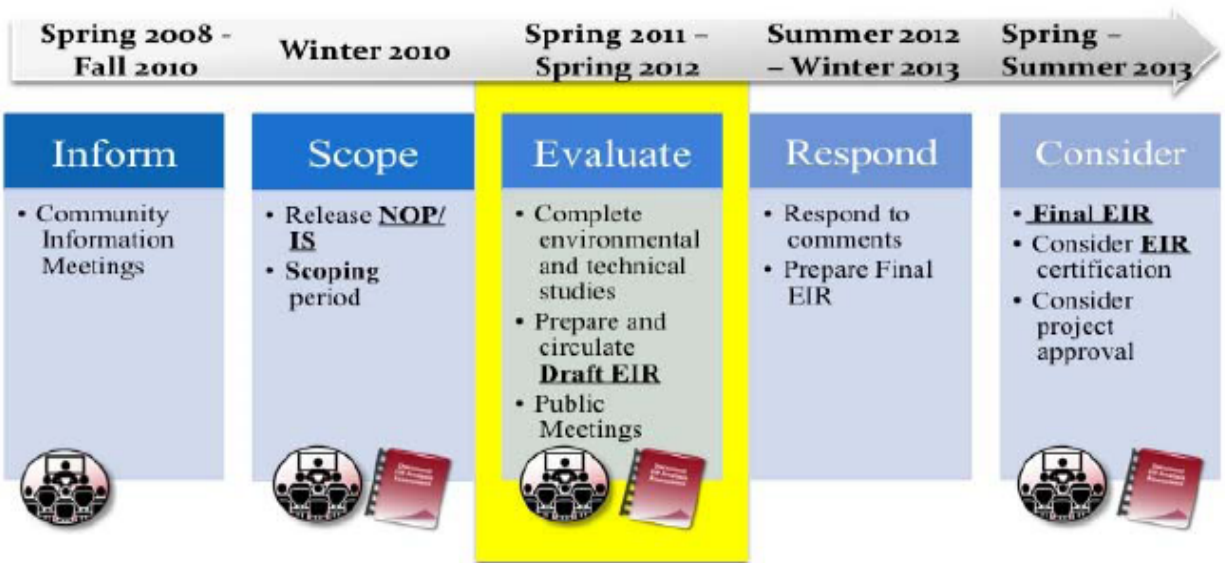 Spring 2008 -
Fall 2010
Winter 2010
Spring 2011 –
Spring 2012
Summer 2012
– Winter 2013
Spring –
Summer 2013
Inform
• Community
Information
Meetings
Scope
• Release NOP/
IS
• Scoping
period
Evaluate
• Complete
environmental
and technical
studies
• Prepare and
circulate
Draft EIR
• Public
Meetings
Respond
• Respond to
comments
• Prepare Final
EIR
Consider
• Final EIR
• Consider EIR
certification
• Consider
project
approval